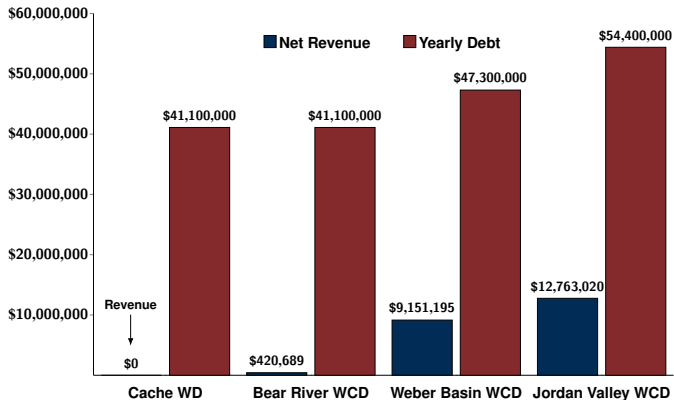 $60,000,000
$50,000,000
$40,000,000
$30,000,000
$20,000,000
$10,000,000
Net Revenue
Yearly Debt
Revenue
$0
$41,100,000
$420,689
$41,100,000
$9,151,195
$47,300,000
$12,763,020
$54,400,000
Cache WD
Bear River WCD
Weber Basin WCD
Jordan Valley WCD